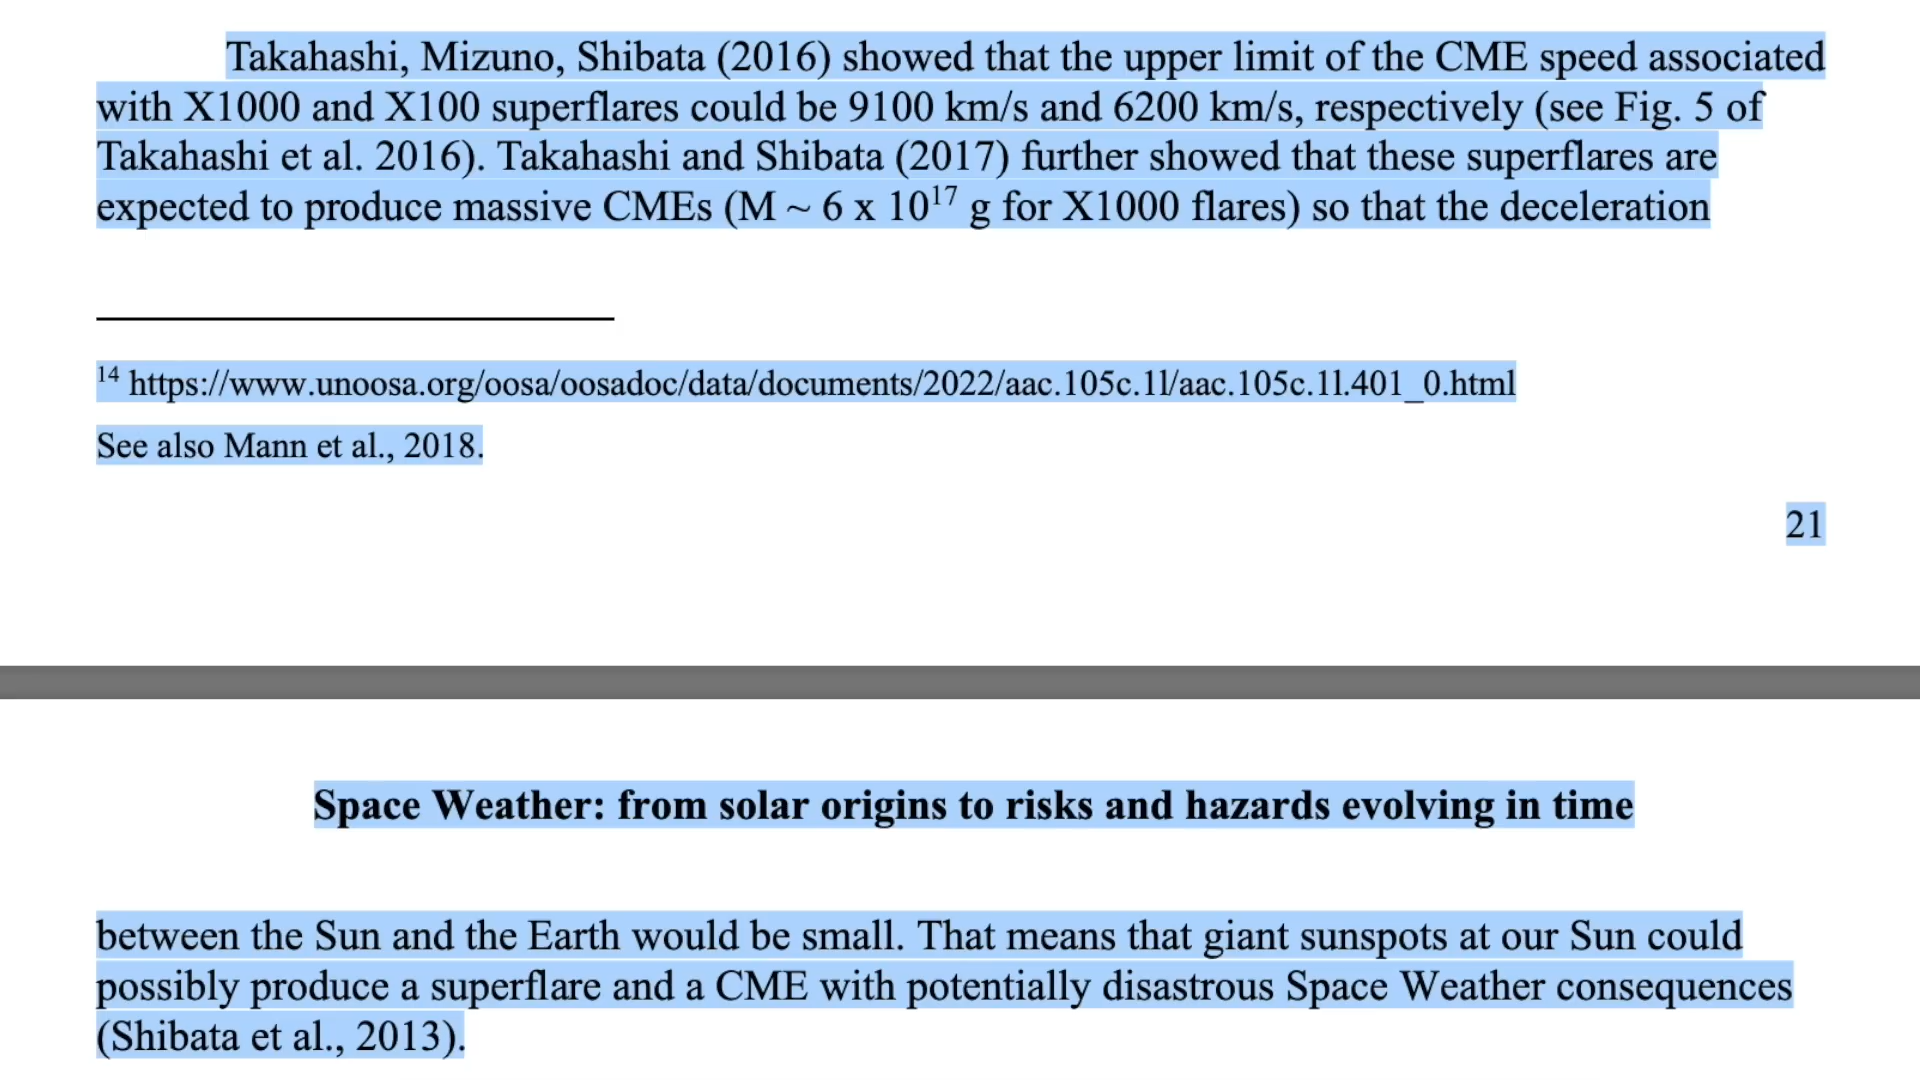 Takahashi, Mizuno, Shibata (2016) showed that the upper limit of the CME speed associated
with X1000 and X100 superflares could be 9100 km/s and 6200 km/s, respectively (see Fig. 5 of
Takahashi et al. 2016). Takahashi and Shibata (2017) further showed that these superflares are
expected to produce massive CMEs (M ~ 6 x 10¹⁷ g for X1000 flares) so that the deceleration
¹⁴ https://www.unoosa.org/oosa/oosadoc/data/documents/2022/aac.105c.1l/aac.105c.1l.401_0.html
See also Mann et al., 2018.
21
Space Weather: from solar origins to risks and hazards evolving in time
between the Sun and the Earth would be small. That means that giant sunspots at our Sun could
possibly produce a superflare and a CME with potentially disastrous Space Weather consequences
(Shibata et al., 2013).